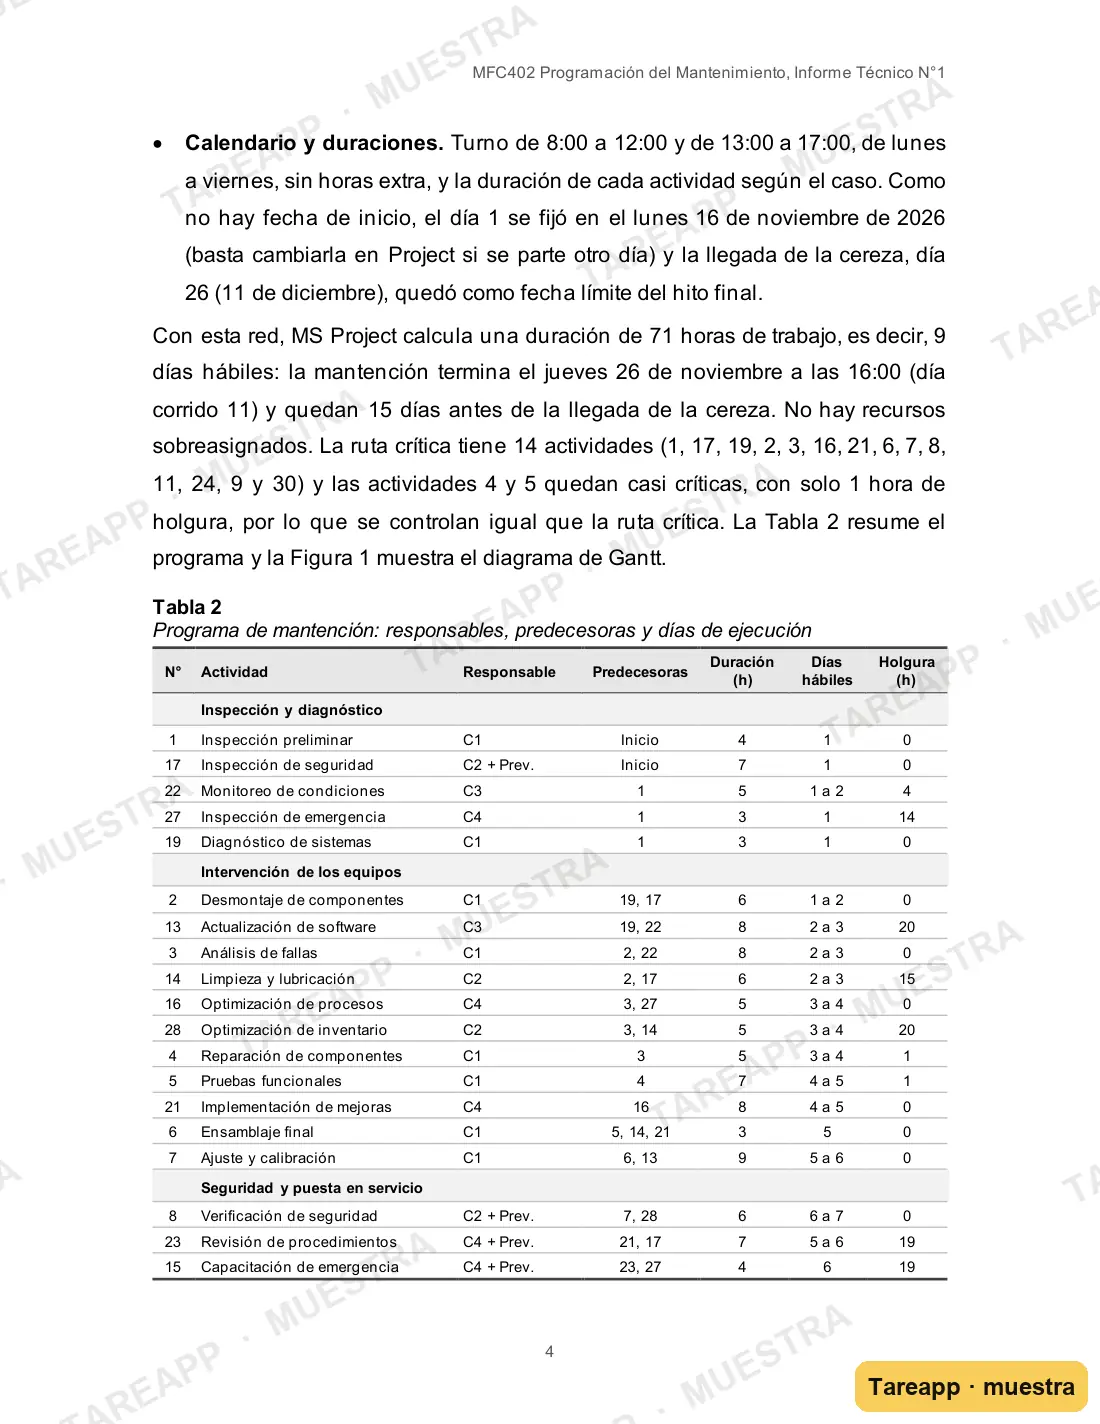 MFC402 Programación del Mantenimiento, Informe Técnico N°1
• Calendario y duraciones. Turno de 8:00 a 12:00 y de 13:00 a 17:00, de lunes
a viernes, sin horas extra, y la duración de cada actividad según el caso. Como
no hay fecha de inicio, el día 1 se fijó en el lunes 16 de noviembre de 2026
(basta cambiarla en Project si se parte otro día) y la llegada de la cereza, día
26 (11 de diciembre), quedó como fecha límite del hito final.
Con esta red, MS Project calcula una duración de 71 horas de trabajo, es decir, 9
días hábiles: la mantención termina el jueves 26 de noviembre a las 16:00 (día
corrido 11) y quedan 15 días antes de la llegada de la cereza. No hay recursos
sobreasignados. La ruta crítica tiene 14 actividades (1, 17, 19, 2, 3, 16, 21, 6, 7, 8,
11, 24, 9 y 30) y las actividades 4 y 5 quedan casi críticas, con solo 1 hora de
holgura, por lo que se controlan igual que la ruta crítica. La Tabla 2 resume el
programa y la Figura 1 muestra el diagrama de Gantt.
Tabla 2
Programa de mantención: responsables, predecesoras y días de ejecución
N° Actividad Responsable Predecesoras Duración (h) Días hábiles Holgura (h)
Inspección y diagnóstico
1 Inspección preliminar C1 Inicio 4 1 0
17 Inspección de seguridad C2 + Prev. Inicio 7 1 0
22 Monitoreo de condiciones C3 1 5 1 a 2 4
27 Inspección de emergencia C4 1 3 1 14
19 Diagnóstico de sistemas C1 1 3 1 0
Intervención de los equipos
2 Desmontaje de componentes C1 19, 17 6 1 a 2 0
13 Actualización de software C3 19, 22 8 2 a 3 20
3 Análisis de fallas C1 2, 22 8 2 a 3 0
14 Limpieza y lubricación C2 2, 17 6 2 a 3 15
16 Optimización de procesos C4 3, 27 5 3 a 4 0
28 Optimización de inventario C2 3, 14 5 3 a 4 20
4 Reparación de componentes C1 3 5 3 a 4 1
5 Pruebas funcionales C1 4 7 4 a 5 1
21 Implementación de mejoras C4 16 8 4 a 5 0
6 Ensamblaje final C1 5, 14, 21 3 5 0
7 Ajuste y calibración C1 6, 13 9 5 a 6 0
Seguridad y puesta en servicio
8 Verificación de seguridad C2 + Prev. 7, 28 6 6 a 7 0
23 Revisión de procedimientos C4 + Prev. 21, 17 7 5 a 6 19
15 Capacitación de emergencia C4 + Prev. 23, 27 4 6 19
4
Tareapp · muestra
TAREAPP · MUESTRA